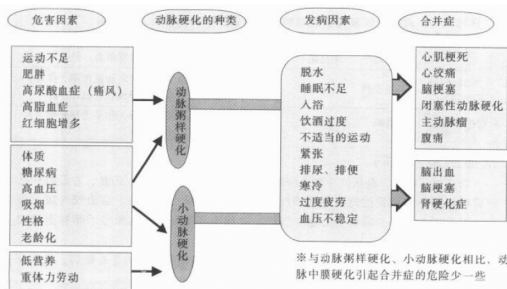 危害因素
动脉硬化的种类
发病因素
合并症
运动不足
肥胖
高尿酸血症（痛风）
高脂血症
红细胞增多
体质
糖尿病
高血压
吸烟
性格
老龄化
低营养
重体力劳动
动脉粥样硬化
小动脉硬化
脱水
睡眠不足
入浴
饮酒过度
不适当的运动
紧张
排尿、排便
寒冷
过度疲劳
血压不稳定
心肌梗死
心绞痛
脑梗塞
闭塞性动脉硬化
主动脉瘤
腹痛
脑出血
脑梗塞
肾硬化症
※与动脉粥样硬化、小动脉硬化相比，动
脉中膜硬化引起合并症的危险少一些